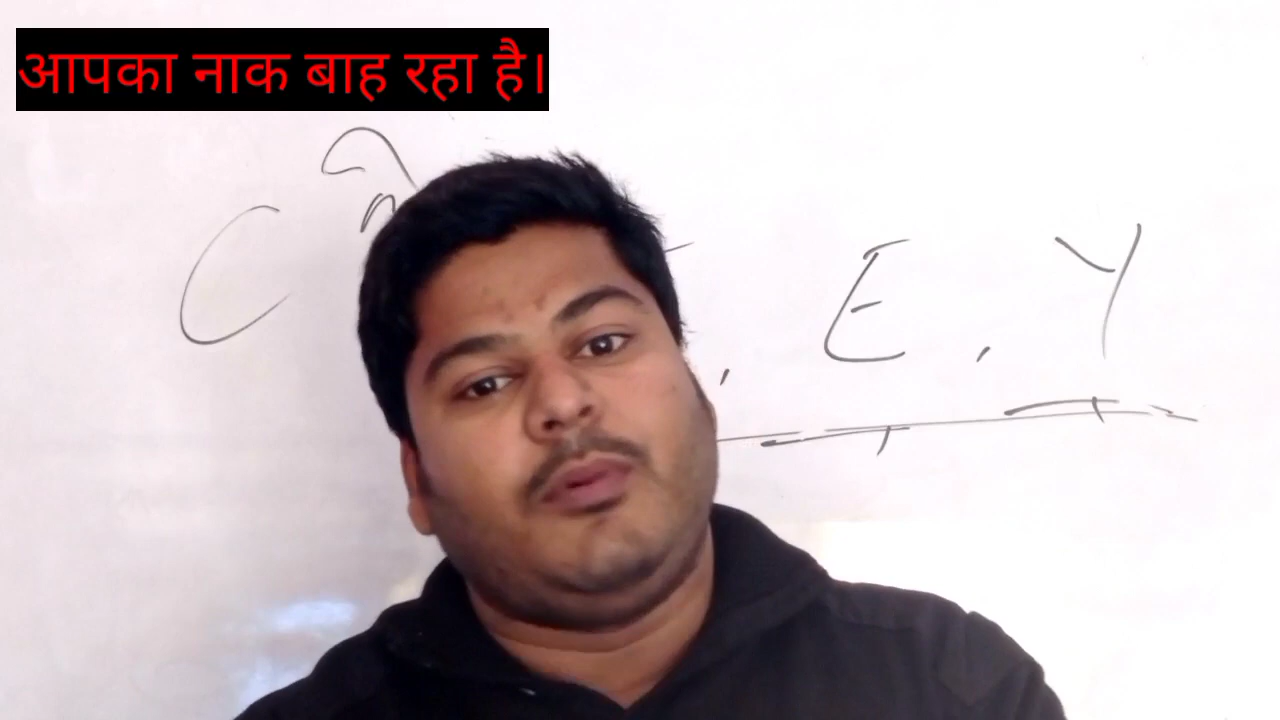 आपका नाक बाह रहा है।
C , E , Y